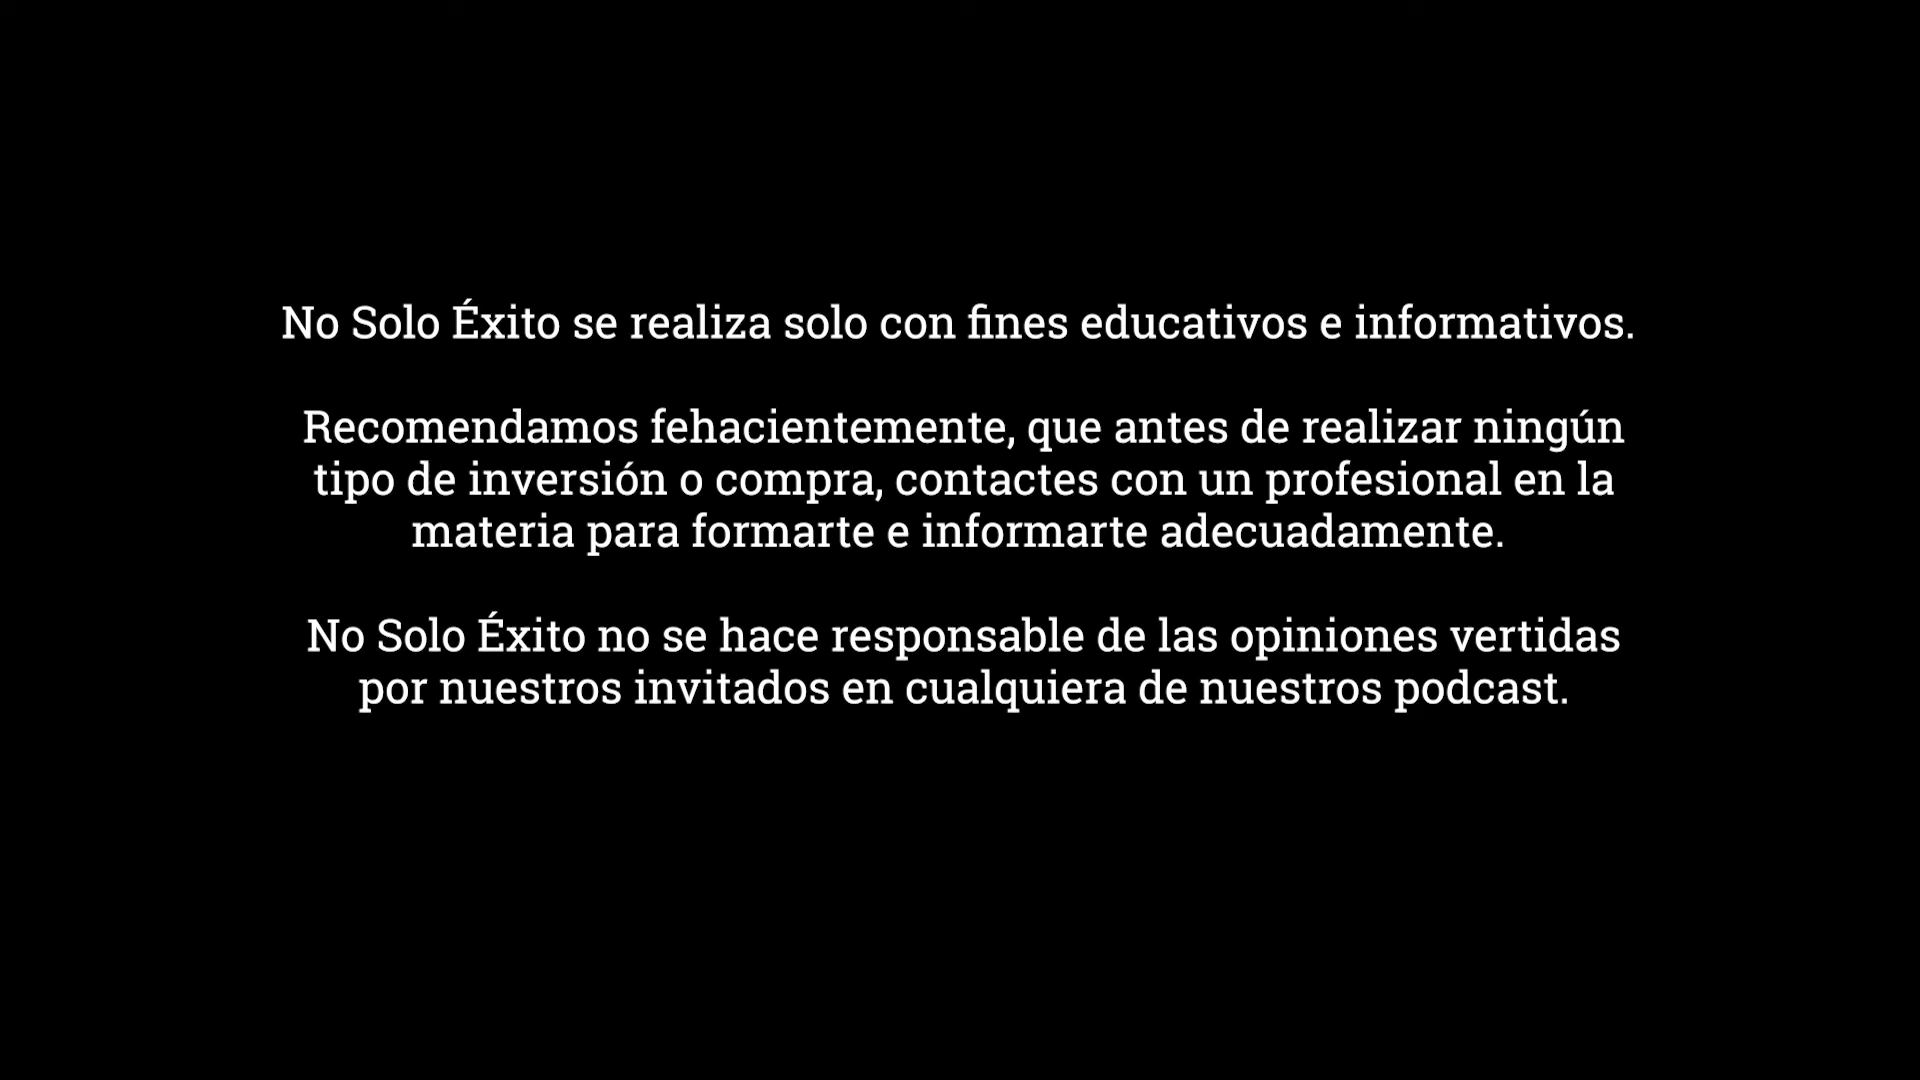 No Solo Éxito se realiza solo con fines educativos e informativos.
Recomendamos fehacientemente, que antes de realizar ningún
tipo de inversión o compra, contactes con un profesional en la
materia para formarte e informarte adecuadamente.
No Solo Éxito no se hace responsable de las opiniones vertidas
por nuestros invitados en cualquiera de nuestros podcast.